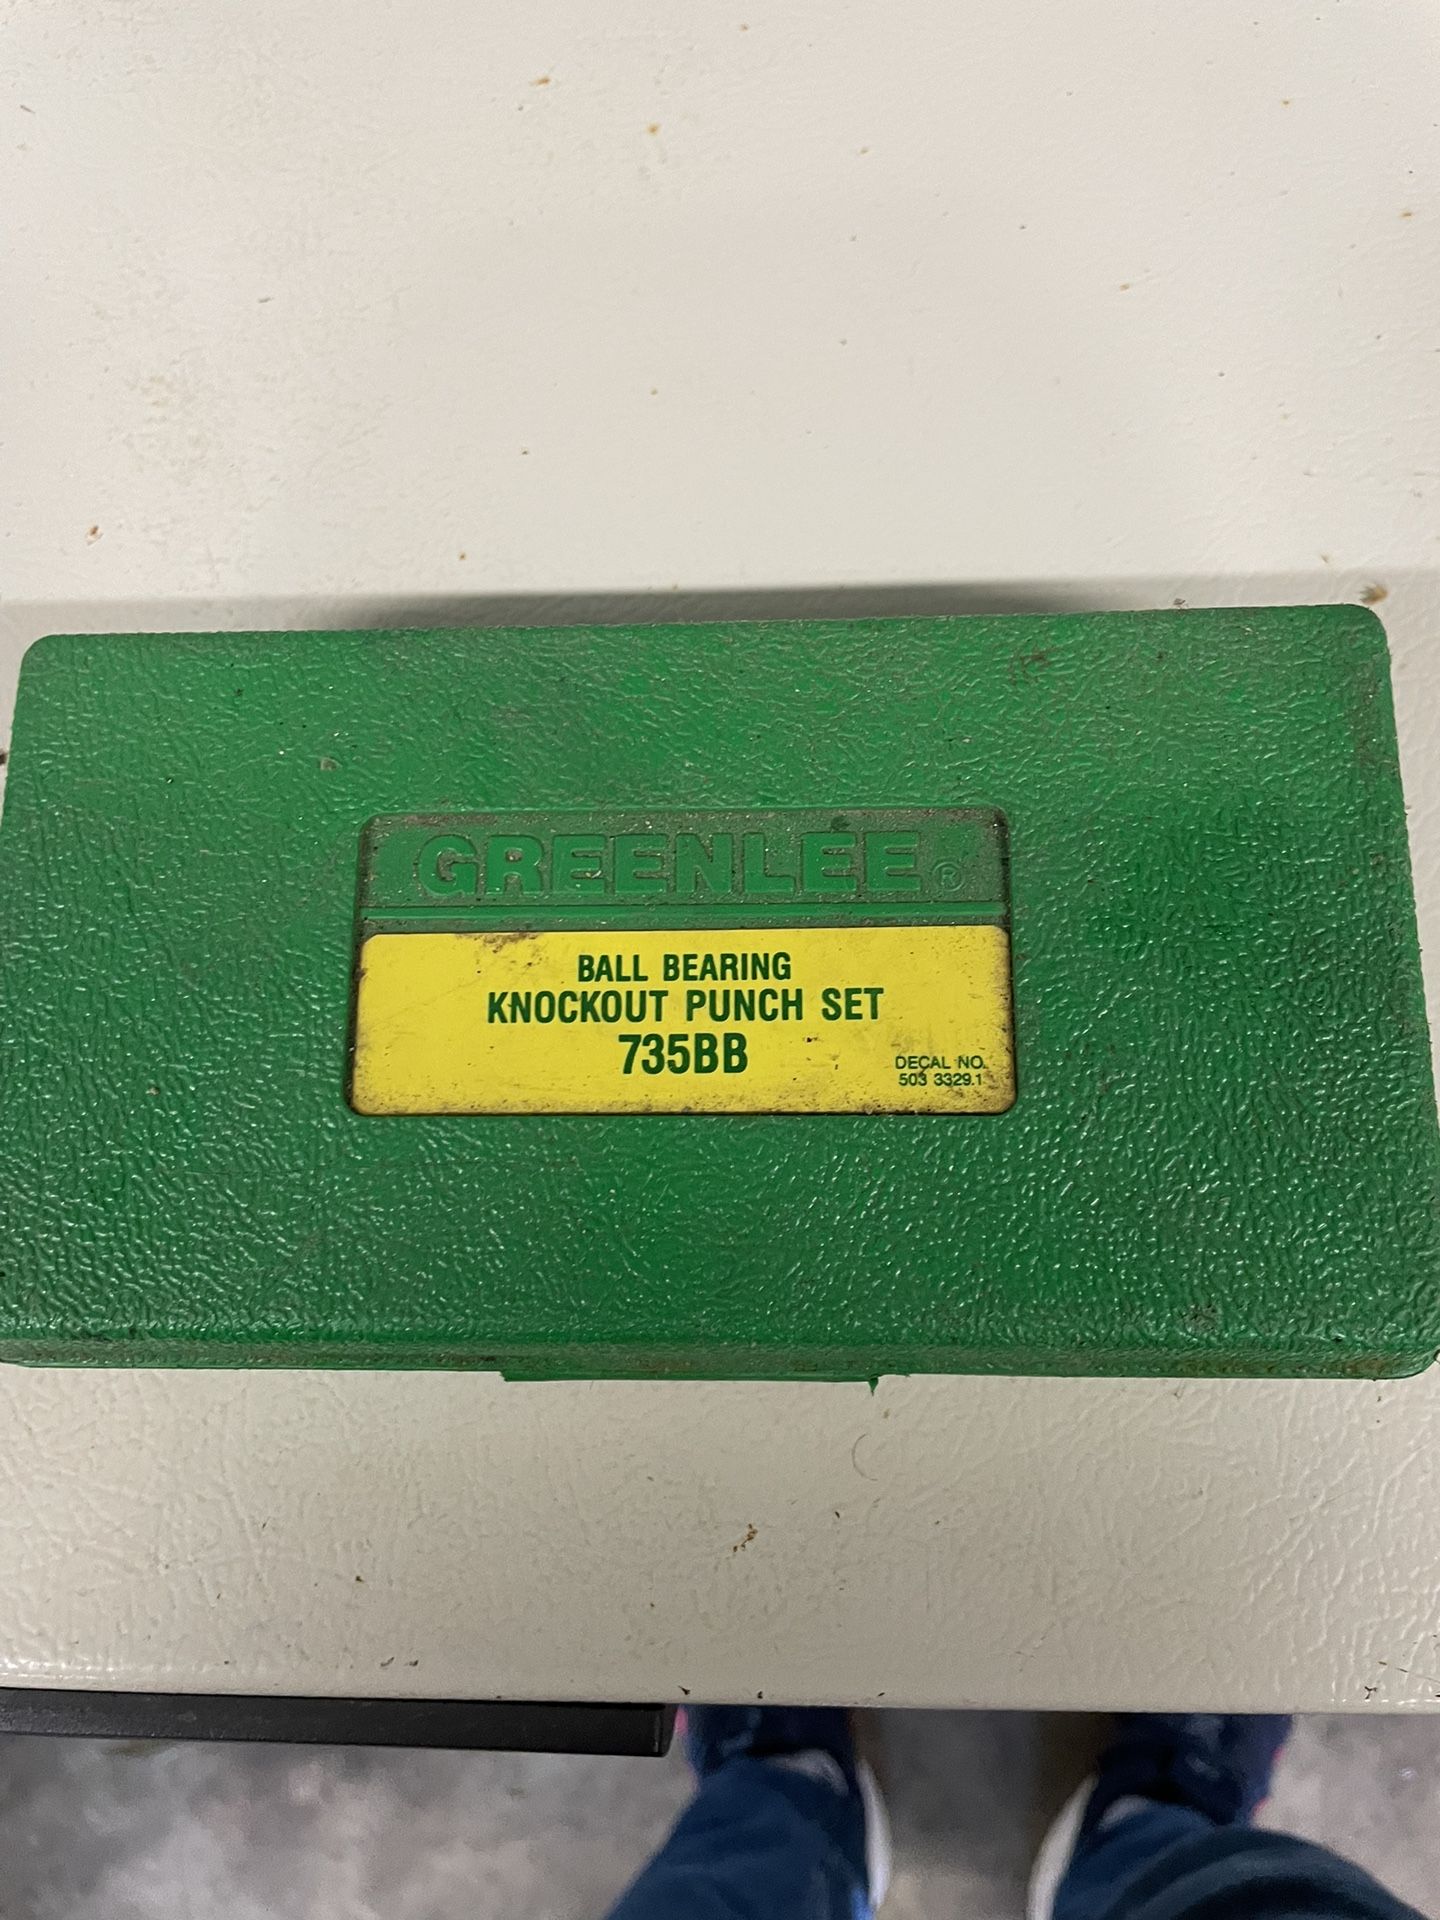 GREENLEE®
BALL BEARING
KNOCKOUT PUNCH SET
735BB
DECAL NO.
503 3329.1